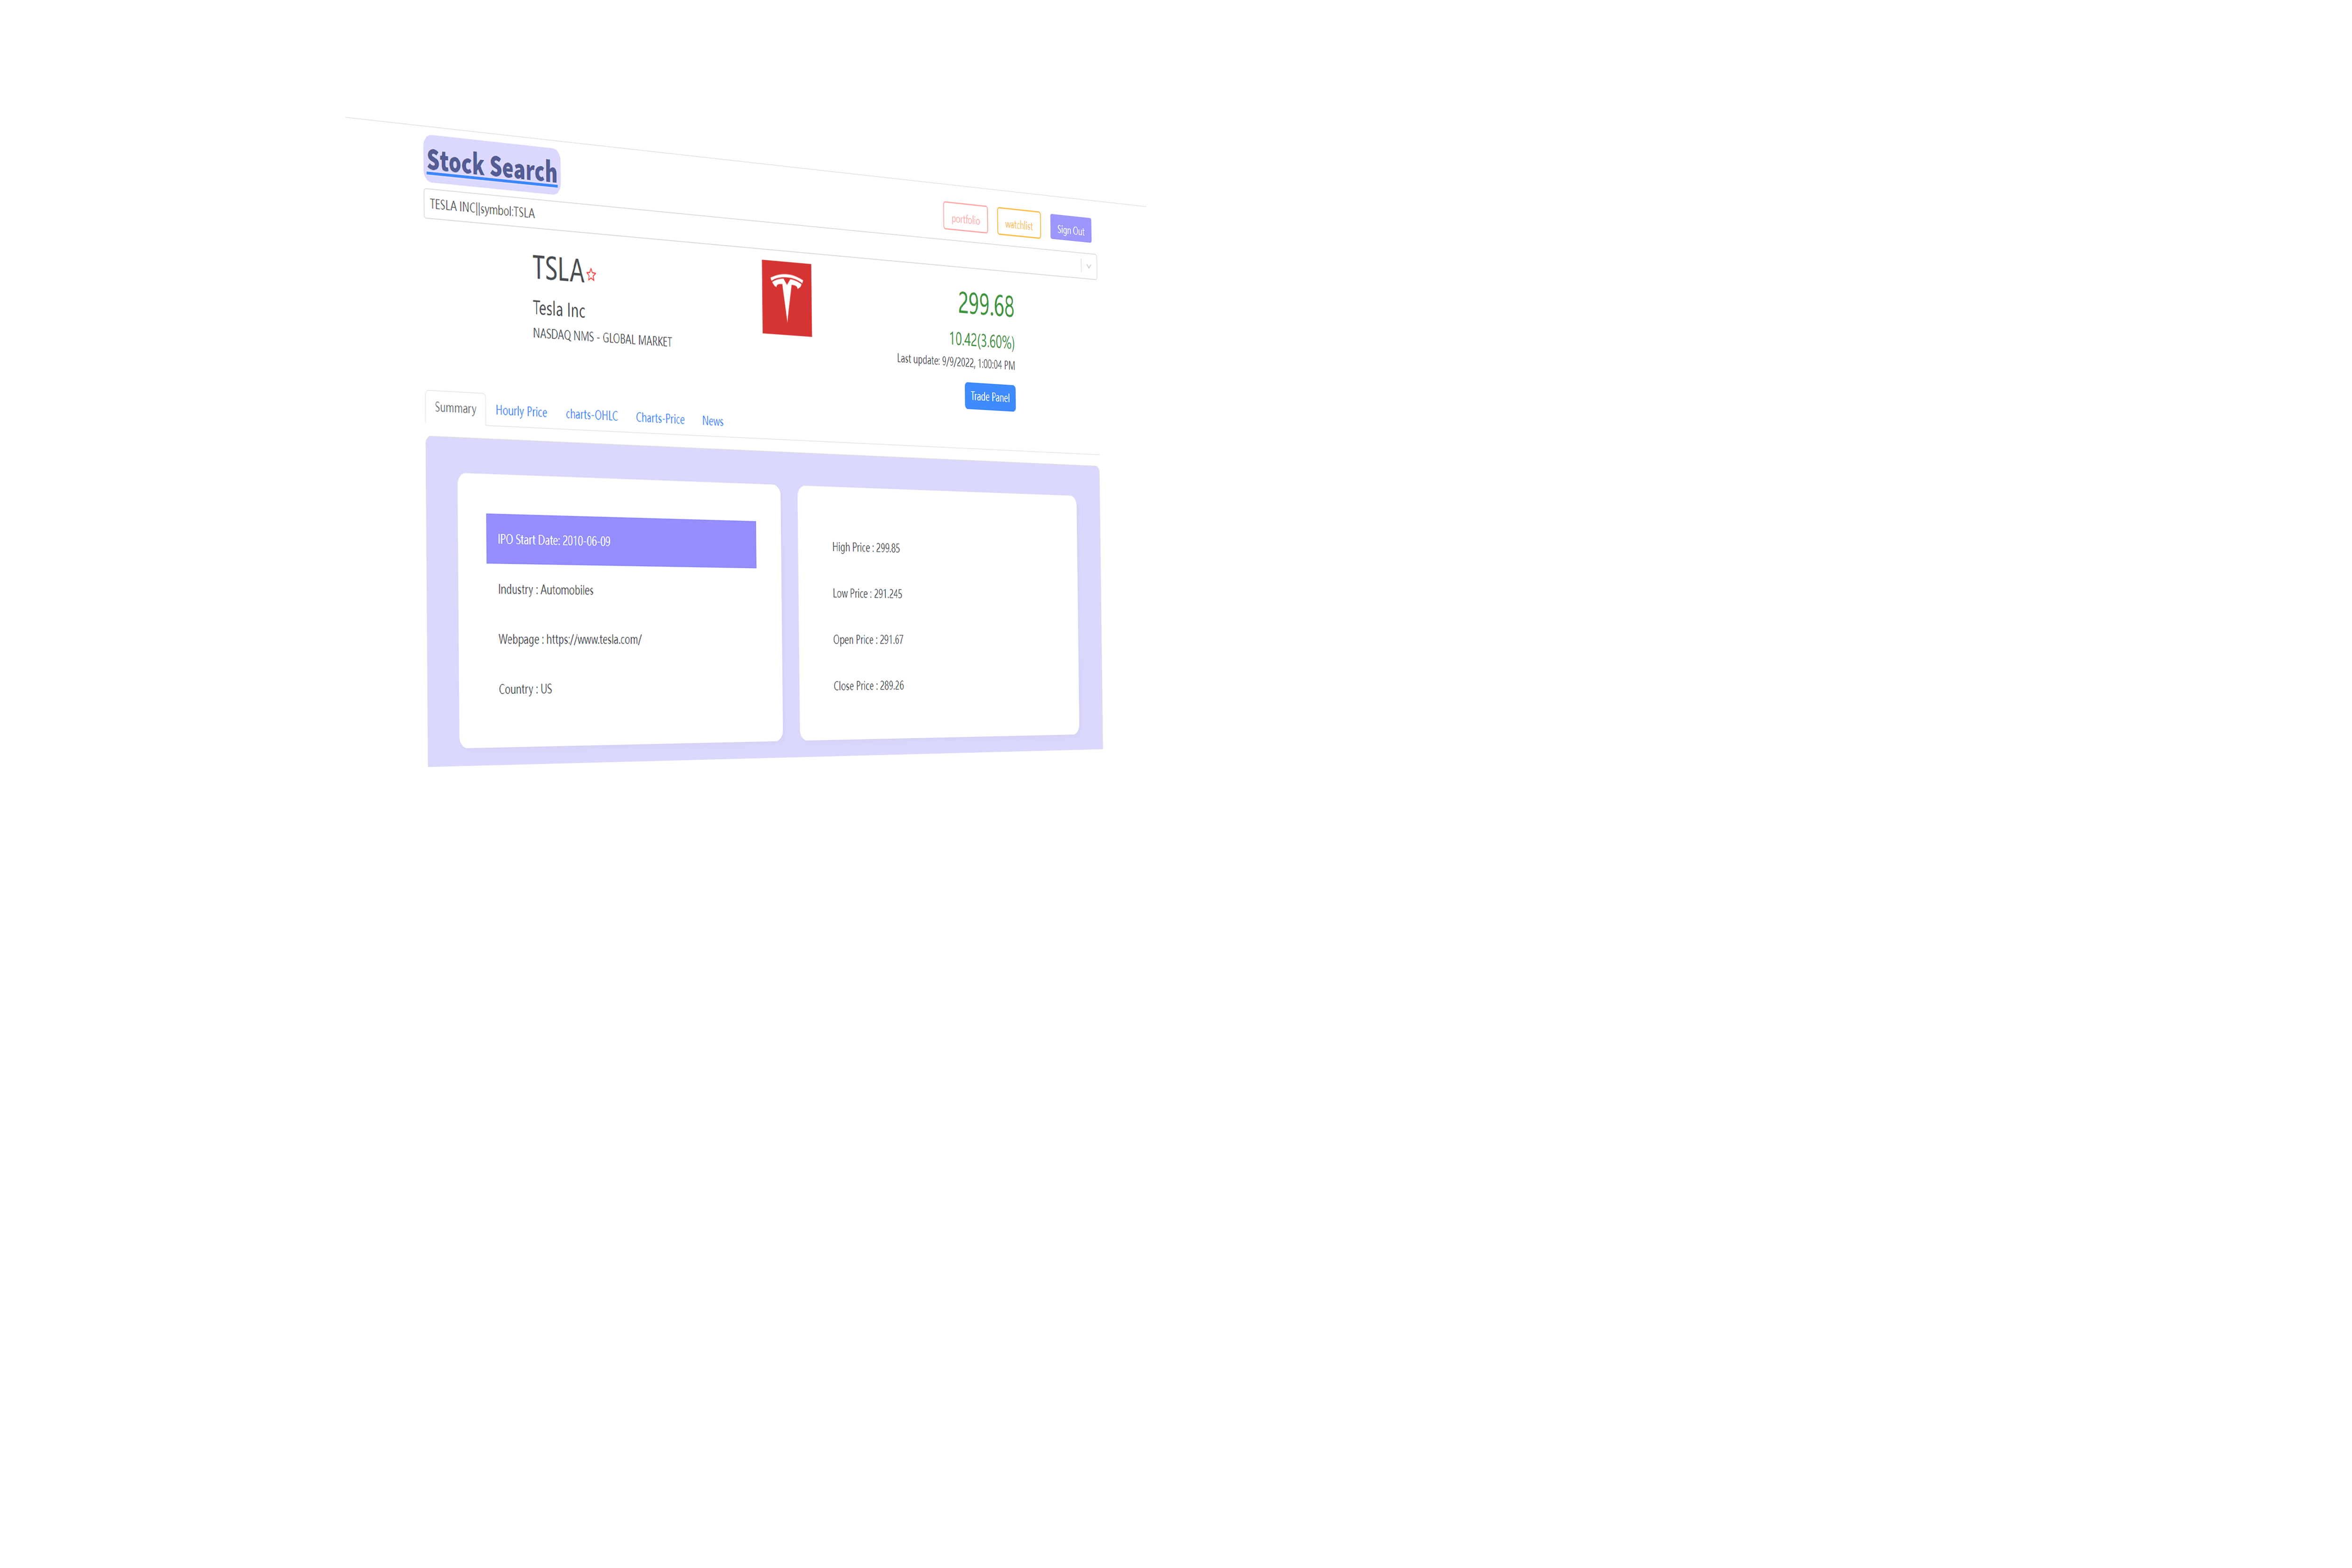 Stock Search
portfolio
watchlist
Sign Out
TESLA INC||symbol:TSLA
TSLA
Tesla Inc
NASDAQ NMS - GLOBAL MARKET
299.68
10.42(3.60%)
Last update: 9/9/2022, 1:00:04 PM
Trade Panel
Summary
Hourly Price
charts-OHLC
Charts-Price
News
IPO Start Date: 2010-06-09
Industry : Automobiles
Webpage : https://www.tesla.com/
Country : US
High Price : 299.85
Low Price : 291.245
Open Price : 291.67
Close Price : 289.26